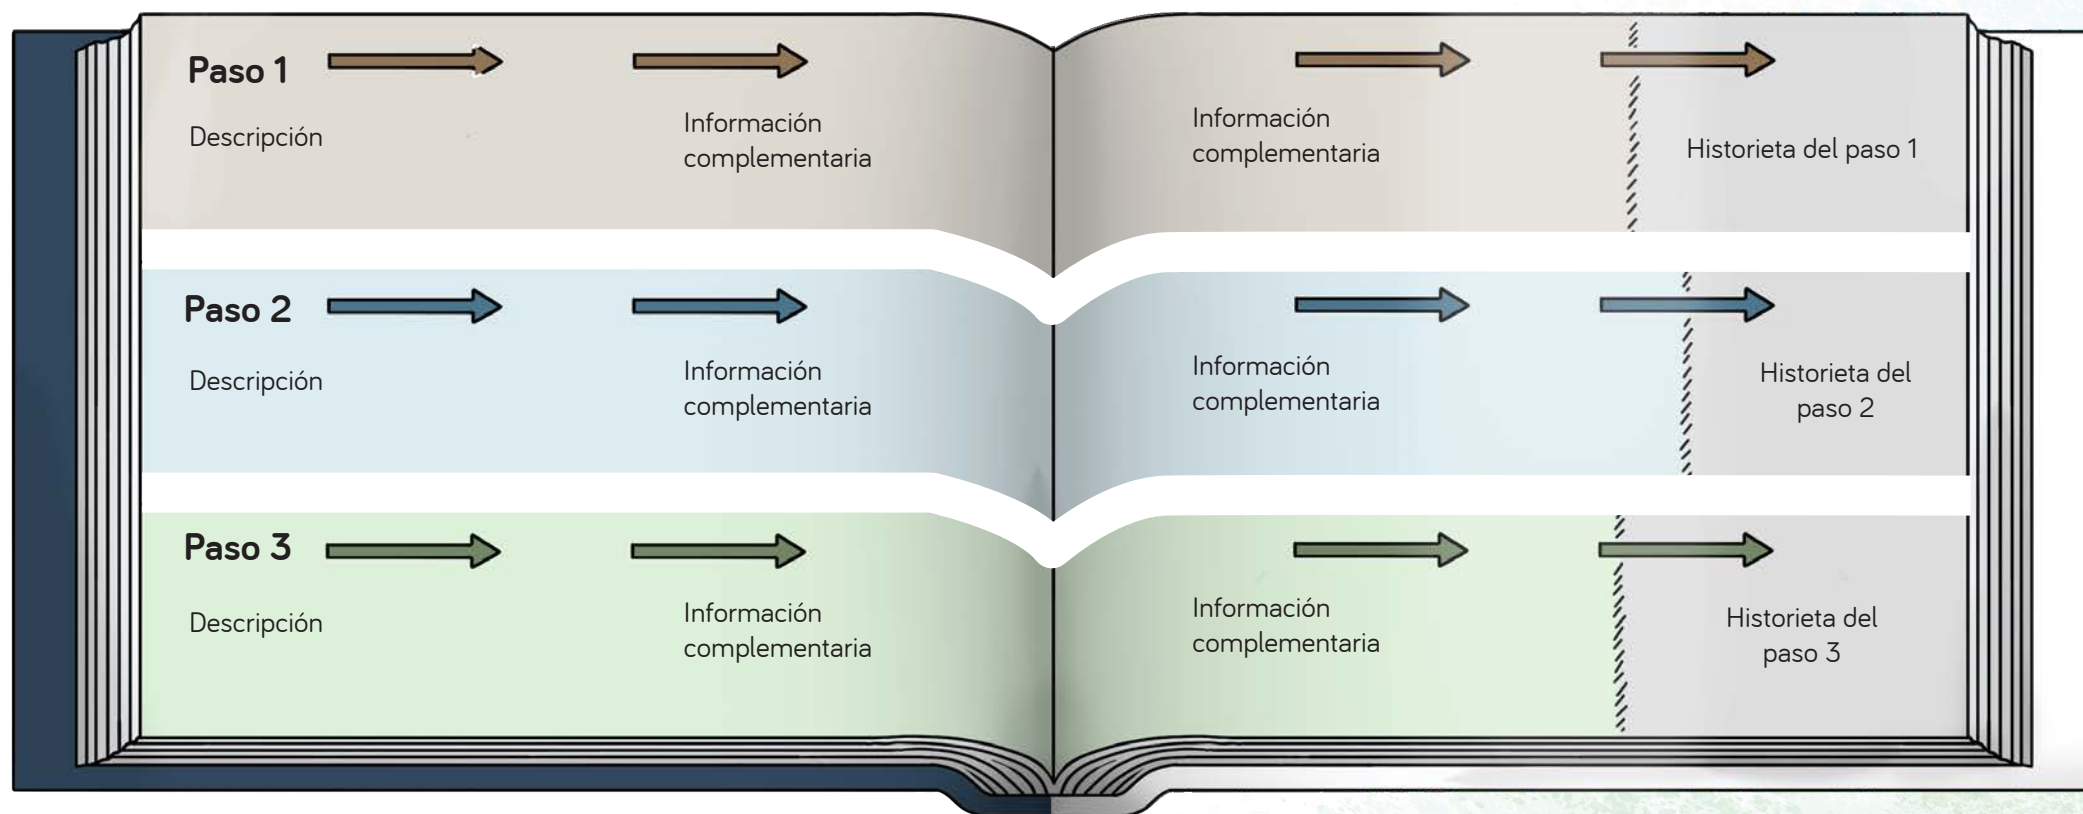 Paso 1
Descripción
Información
complementaria
Información
complementaria
Historieta del paso 1
Paso 2
Descripción
Información
complementaria
Información
complementaria
Historieta del
paso 2
Paso 3
Descripción
Información
complementaria
Información
complementaria
Historieta del
paso 3